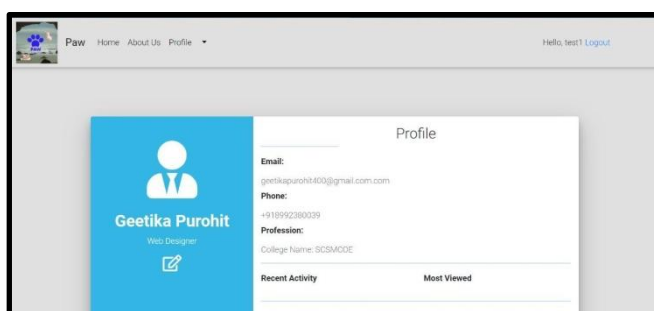 PAW
Paw Home About Us Profile
Hello, test1 Logout
Geetika Purohit
Web Designer
Profile
Email:
geetikapurohit400@gmail.com.com
Phone:
+918992380039
Profession:
College Name: SCSMCOE
Recent Activity Most Viewed